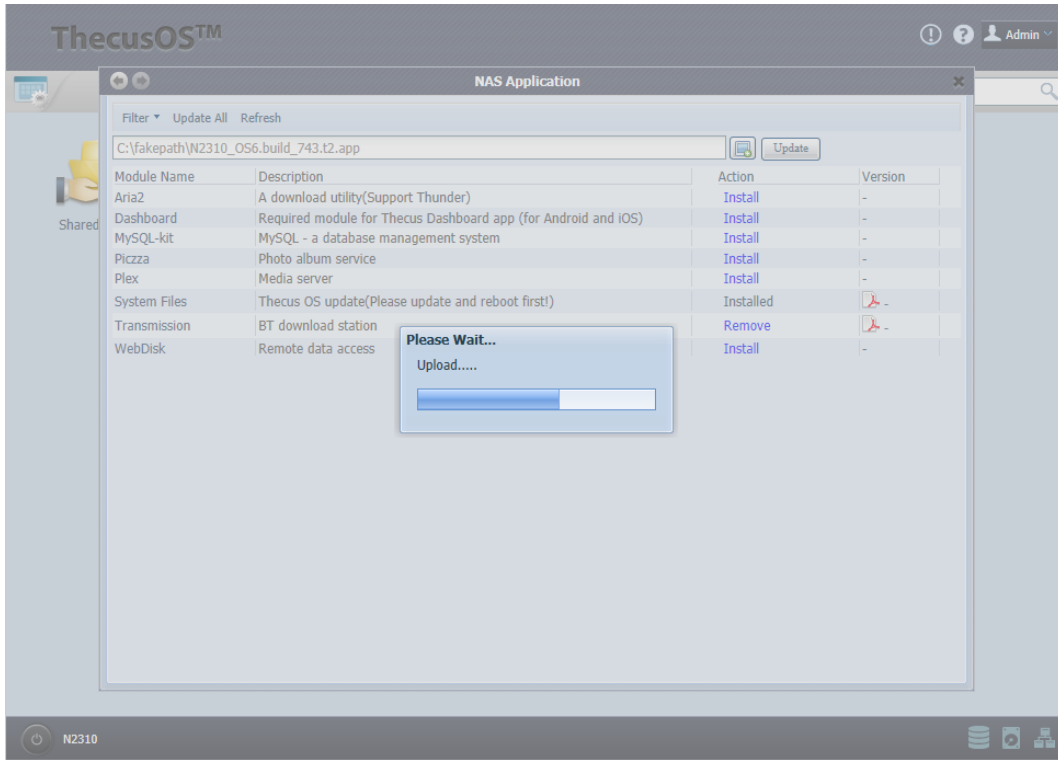 ThecusOS™
Admin
NAS Application
Filter Update All Refresh
C:\fakepath\N2310_OS6.build_743.t2.app Update
Module Name Description Action Version
Aria2 A download utility(Support Thunder) Install -
Dashboard Required module for Thecus Dashboard app (for Android and iOS) Install -
MySQL-kit MySQL - a database management system Install -
Piczza Photo album service Install -
Plex Media server Install -
System Files Thecus OS update(Please update and reboot first!) Installed -
Transmission BT download station Remove -
WebDisk Remote data access Install -
Shared
Please Wait...
Upload.....
N2310